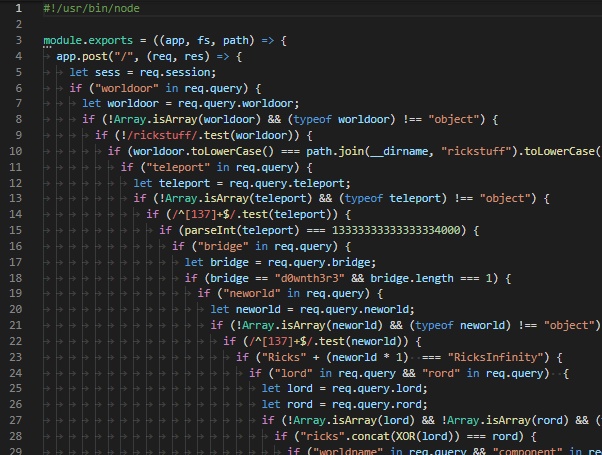 1 #!/usr/bin/node
2
3 module.exports = ((app, fs, path) => {
4 app.post("/", (req, res) => {
5 let sess = req.session;
6 if ("worldoor" in req.query) {
7 let worldoor = req.query.worldoor;
8 if (!Array.isArray(worldoor) && (typeof worldoor) !== "object") {
9 if (!/rickstuff/.test(worldoor)) {
10 if (worldoor.toLowerCase() === path.join(__dirname, "rickstuff").toLowerCase(
11 if ("teleport" in req.query) {
12 let teleport = req.query.teleport;
13 if (!Array.isArray(teleport) && (typeof teleport) !== "object") {
14 if (/^[137]+$/.test(teleport)) {
15 if (parseInt(teleport) === 13333333333333334000) {
16 if ("bridge" in req.query) {
17 let bridge = req.query.bridge;
18 if (bridge == "d0wnth3r3" && bridge.length === 1) {
19 if ("neworld" in req.query) {
20 let neworld = req.query.neworld;
21 if (!Array.isArray(neworld) && (typeof neworld) !== "object")
22 if (/^[137]+$/.test(neworld)) {
23 if ("Ricks" + (neworld * 1) === "RicksInfinity") {
24 if ("lord" in req.query && "rord" in req.query) {
25 let lord = req.query.lord;
26 let rord = req.query.rord;
27 if (!Array.isArray(lord) && !Array.isArray(rord) && (
28 if ("ricks".concat(XOR(lord)) === rord) {
29 if ("worldname" in req.query && "component" in re